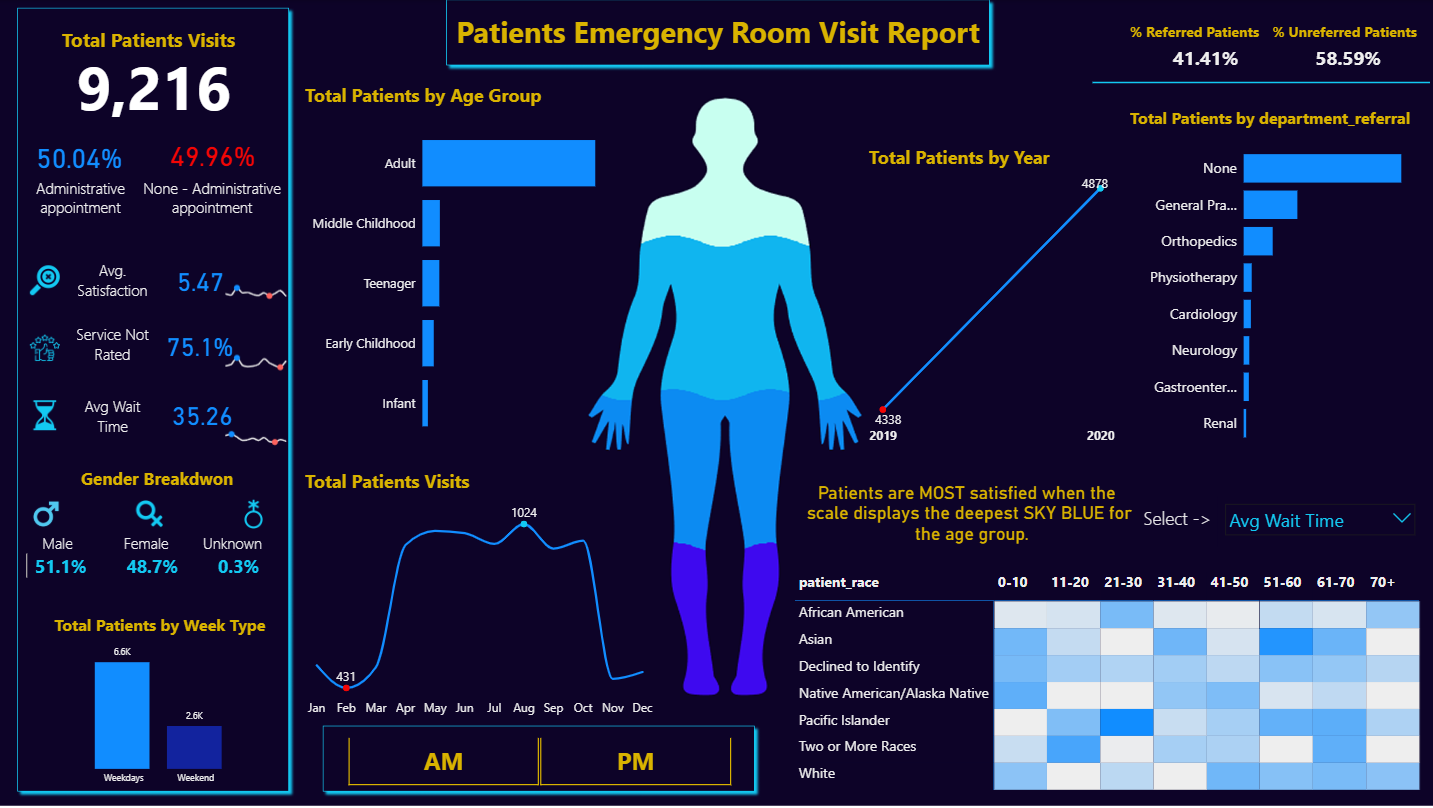 Patients Emergency Room Visit Report
Total Patients Visits
9,216
50.04%
Administrative
appointment
49.96%
None - Administrative
appointment
Avg.
Satisfaction
5.47
Service Not
Rated
75.1%
Avg Wait
Time
35.26
Gender Breakdwon
Male
Female
Unknown
51.1%
48.7%
0.3%
Total Patients by Week Type
6.6K
2.6K
Weekdays
Weekend
Total Patients by Age Group
Adult
Middle Childhood
Teenager
Early Childhood
Infant
Total Patients Visits
1024
431
Jan Feb Mar Apr May Jun Jul Aug Sep Oct Nov Dec
AM
PM
Total Patients by Year
4878
4338
2019
2020
% Referred Patients
% Unreferred Patients
41.41%
58.59%
Total Patients by department_referral
None
General Pra...
Orthopedics
Physiotherapy
Cardiology
Neurology
Gastroenter...
Renal
Patients are MOST satisfied when the
scale displays the deepest SKY BLUE for
the age group.
Select ->
Avg Wait Time
patient_race 0-10 11-20 21-30 31-40 41-50 51-60 61-70 70+
African American
Asian
Declined to Identify
Native American/Alaska Native
Pacific Islander
Two or More Races
White